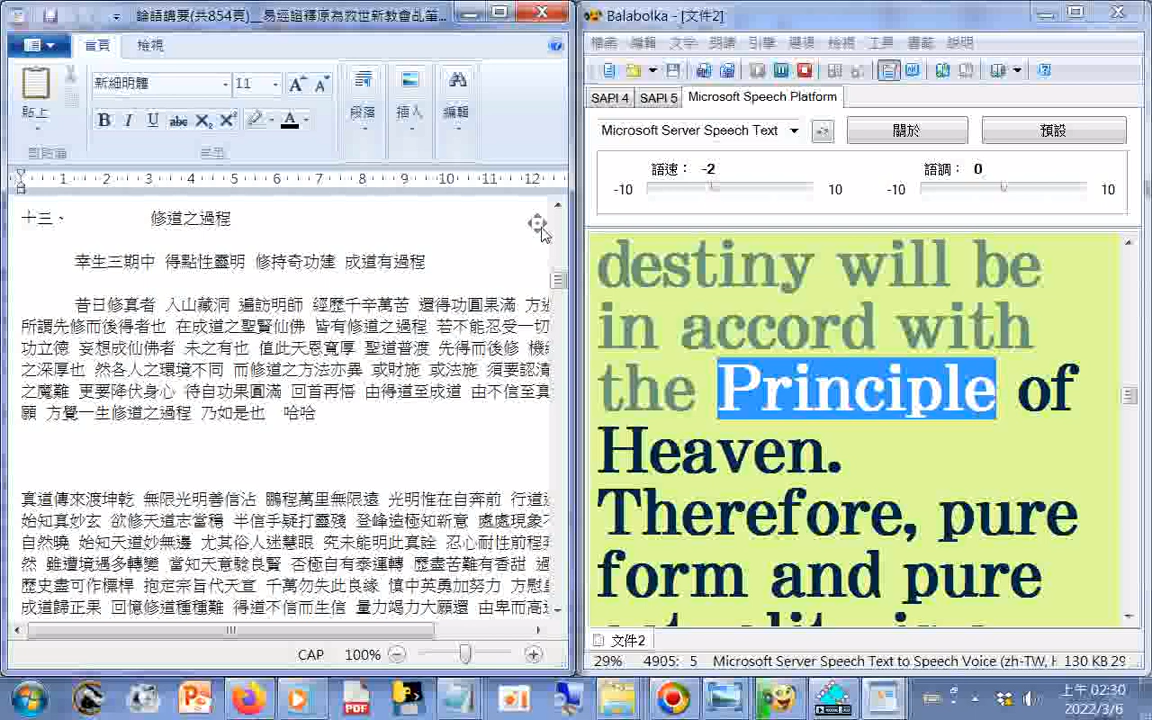 論語講要(共854頁)__易經證釋原為救世新教會乩筆...
首頁
檢視
貼上
剪貼簿
新細明體
11
B I U abc X₂ X²
A
字型
段落
插入
編輯
1 2 3 4 5 6 7 8 9 10 11 12
十三、 修道之過程
幸生三期中 得點性靈明 修持奇功建 成道有過程
昔日修真者 入山藏洞 遍訪明師 經歷千辛萬苦 還得功圓果滿 方
所謂先修而後得者也 在成道之聖賢仙佛 皆有修道之過程 若不能忍受一切
功立德 妄想成仙佛者 未之有也 值此天恩寬厚 聖道普渡 先得而後修 機
之深厚也 然各人之環境不同 而修道之方法亦異 或財施 或法施 須要認清
之魔難 更要降伏身心 待自功果圓滿 回首再悟 由得道至成道 由不信至真
願 方覺一生修道之過程 乃如是也 哈哈
真道傳來渡坤乾 無限光明善信沾 鵬程萬里無限遠 光明惟在自奔前 行道
始知真妙玄 欲修天道志當穩 半信乎疑打靈殘 登峰造極知新意 處處現象
自然曉 始知天道妙無邊 尤其俗人迷慧眼 究未能明此真詮 忍心耐性前程
然 雖遭境遇多轉變 當知天意驗良賢 否極自有泰運轉 歷盡苦難有香甜
歷史盡可作標桿 抱定宗旨代天宣 千萬勿失此良緣 慎中英勇加努力 方慰
成道歸正果 回憶修道種種難 得道不信而生信 量力竭力大願還 由卑而高
CAP 100%
Balabolka - [文件2]
檔案 編輯 文字 朗讀 引擎 選項 檢視 工具 書籤 說明
SAPI 4 SAPI 5 Microsoft Speech Platform
Microsoft Server Speech Text
關於
預設
語速： -2
語調： 0
-10 10 -10 10
destiny will be
in accord with
the Principle of
Heaven.
Therefore, pure
form and pure
文件2
29% 4905: 5 Microsoft Server Speech Text to Speech Voice (zh-TW, H 130 KB 29
上午 02:30
2022/3/6